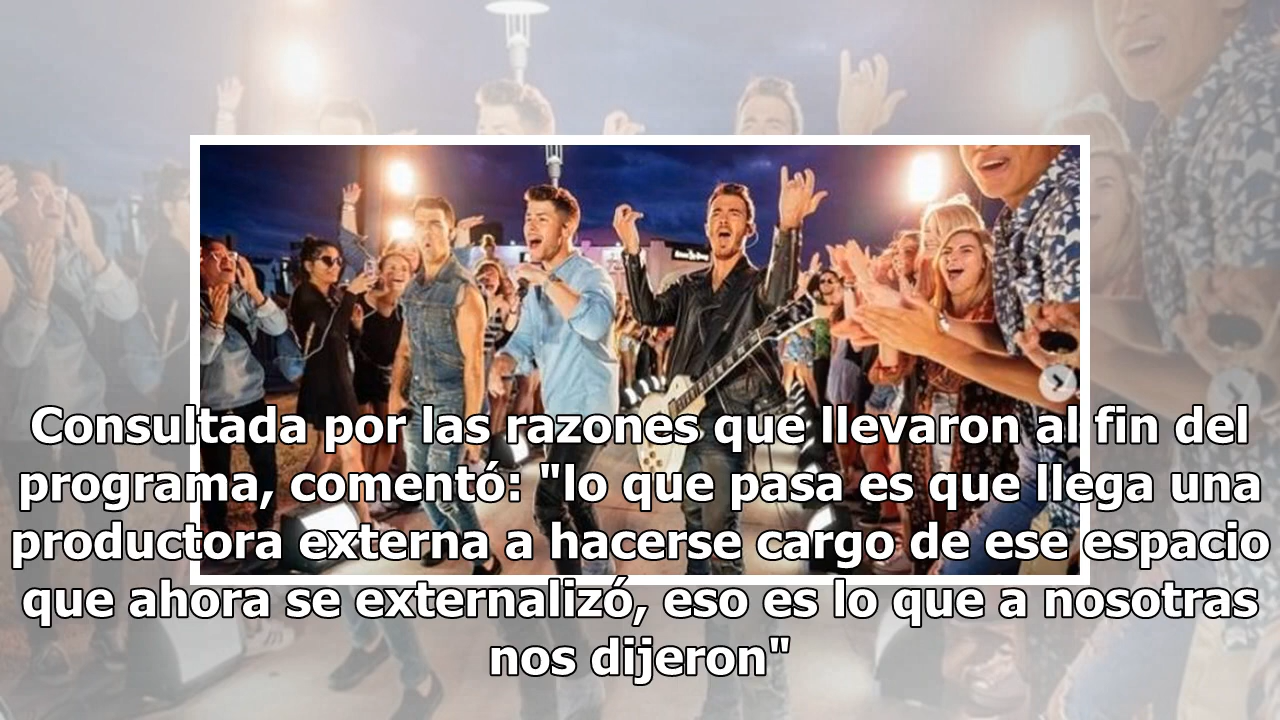 Consultada por las razones que llevaron al fin del
programa, comentó: "lo que pasa es que llega una
productora externa a hacerse cargo de ese espacio
que ahora se externalizó, eso es lo que a nosotras
nos dijeron"